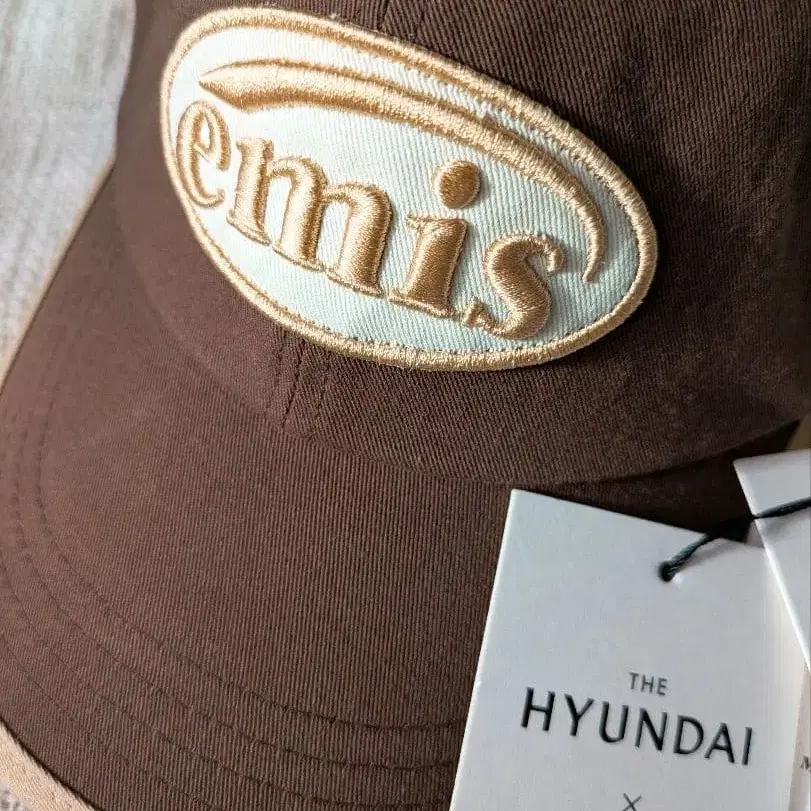 emis
THE
HYUNDAI
×
M